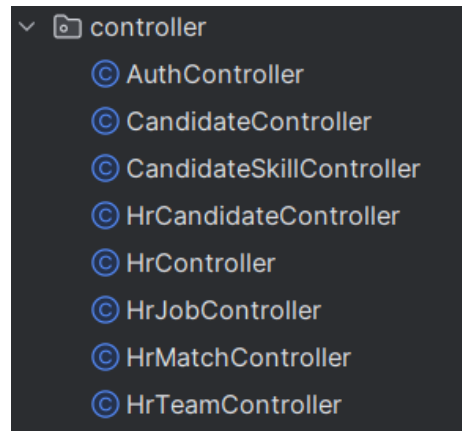 controller
© AuthController
© CandidateController
© CandidateSkillController
© HrCandidateController
© HrController
© HrJobController
© HrMatchController
© HrTeamController